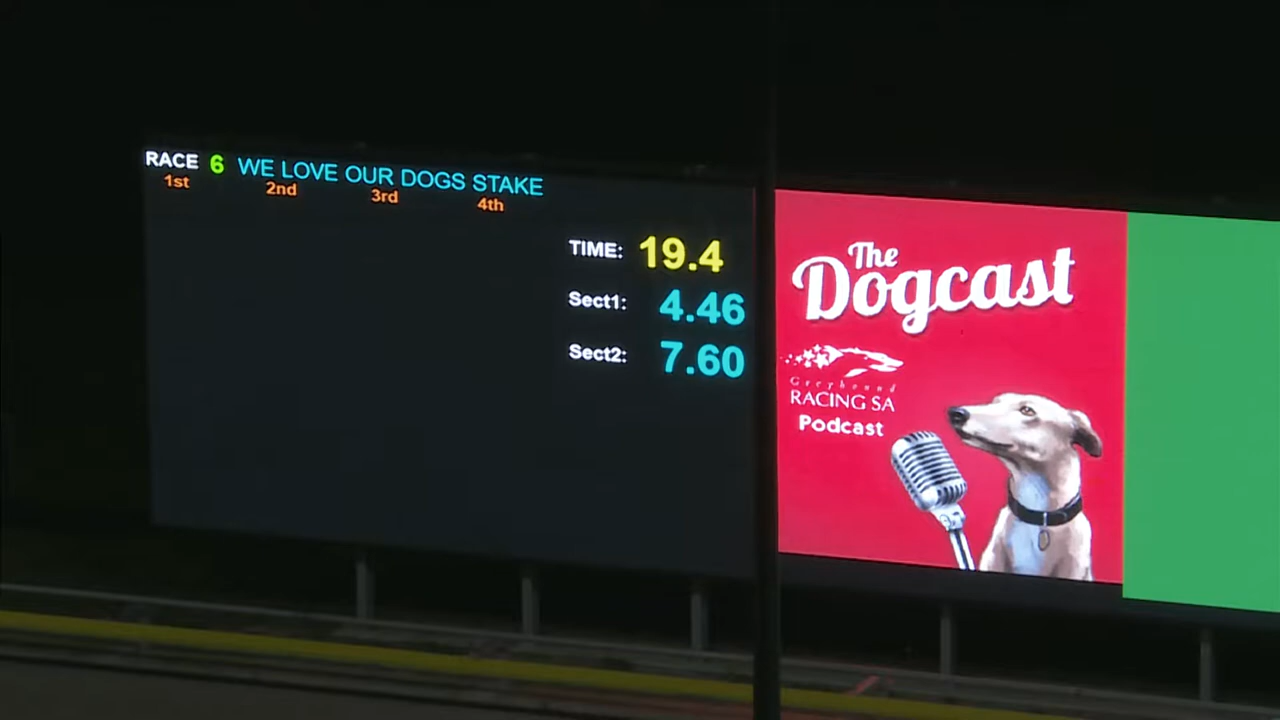 RACE 6 WE LOVE OUR DOGS STAKE
1st 2nd 3rd 4th
TIME: 19.4
Sect1: 4.46
Sect2: 7.60
The
Dogcast
Greyhound
RACING SA
Podcast